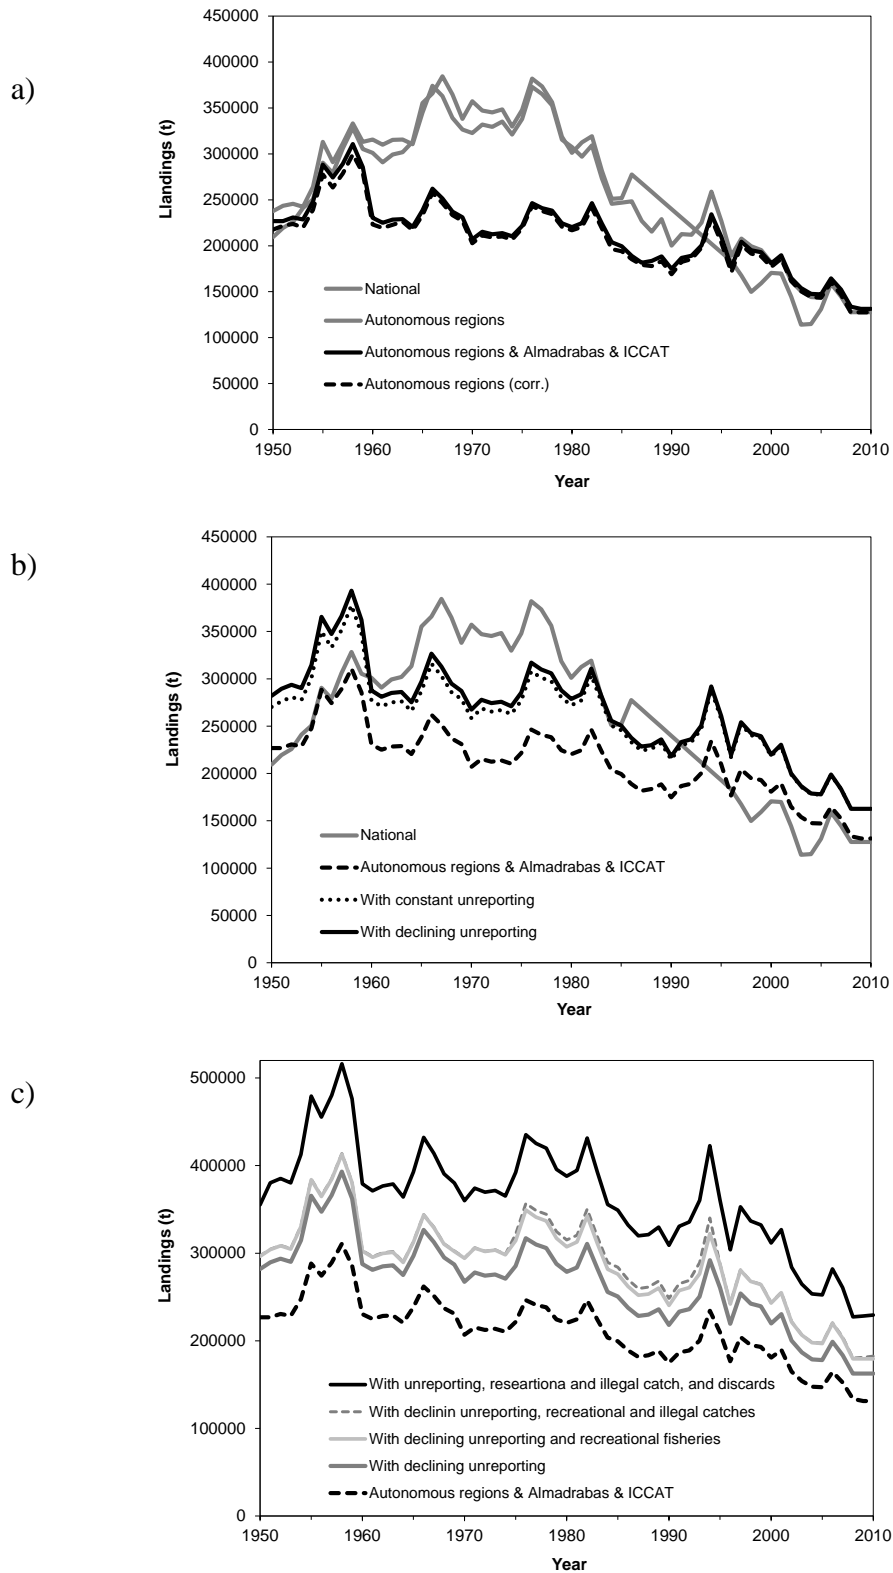 a)
Llandings (t)
450000
400000
350000
300000
250000
200000
150000
100000
50000
0
National
Autonomous regions
Autonomous regions & Almadrabas & ICCAT
Autonomous regions (corr.)
1950 1960 1970 1980 1990 2000 2010
Year
b)
Landings (t)
450000
400000
350000
300000
250000
200000
150000
100000
50000
0
National
Autonomous regions & Almadrabas & ICCAT
With constant unreporting
With declining unreporting
1950 1960 1970 1980 1990 2000 2010
Year
c)
Landings (t)
500000
400000
300000
200000
100000
0
With unreporting, researtiona and illegal catch, and discards
With declinin unreporting, recreational and illegal catches
With declining unreporting and recreational fisheries
With declining unreporting
Autonomous regions & Almadrabas & ICCAT
1950 1960 1970 1980 1990 2000 2010
Year